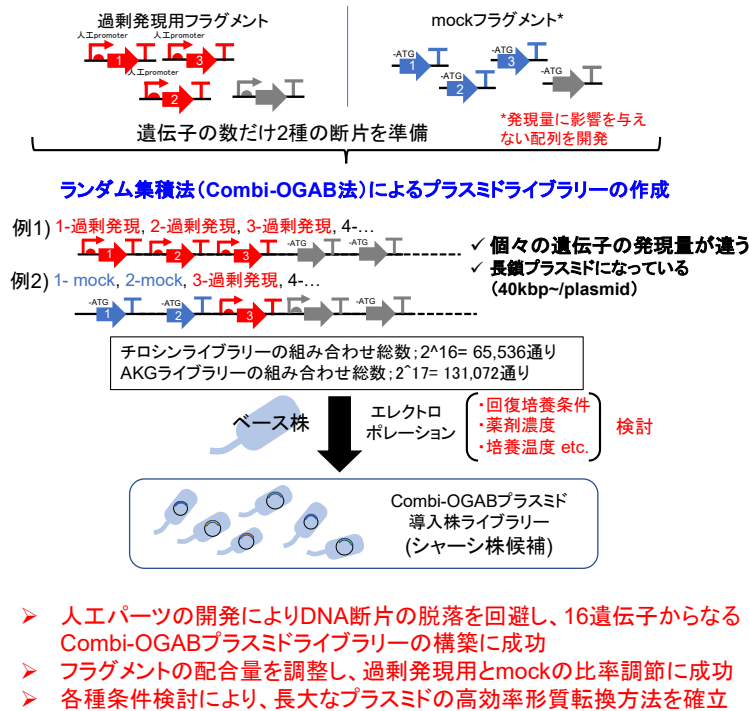 過剰発現用フラグメント
mockフラグメント*
人工promoter
人工promoter
1
3
人工promoter
2
-ATG
1
-ATG
2
-ATG
3
-ATG
遺伝子の数だけ2種の断片を準備
*発現量に影響を与え
ない配列を開発
ランダム集積法(Combi-OGAB法)によるプラスミドライブラリーの作成
例1) 1-過剰発現, 2-過剰発現, 3-過剰発現, 4-…
1
2
3
-ATG
-ATG
例2) 1- mock, 2-mock, 3-過剰発現, 4-…
-ATG
1
-ATG
2
3
-ATG
✓ 個々の遺伝子の発現量が違う
✓ 長鎖プラスミドになっている
(40kbp~/plasmid)
チロシンライブラリーの組み合わせ総数;2^16= 65,536通り
AKGライブラリーの組み合わせ総数;2^17= 131,072通り
ベース株
エレクトロ
ポレーション
・回復培養条件
・薬剤濃度
・培養温度 etc.
検討
Combi-OGABプラスミド
導入株ライブラリー
(シャーシ株候補)
➢ 人工パーツの開発によりDNA断片の脱落を回避し、16遺伝子からなる
Combi-OGABプラスミドライブラリーの構築に成功
➢ フラグメントの配合量を調整し、過剰発現用とmockの比率調節に成功
➢ 各種条件検討により、長大なプラスミドの高効率形質転換方法を確立